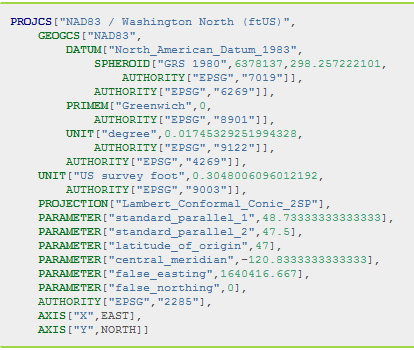 PROJCS["NAD83 / Washington North (ftUS)",
GEOGCS["NAD83",
DATUM["North_American_Datum_1983",
SPHEROID["GRS 1980",6378137,298.257222101,
AUTHORITY["EPSG","7019"]],
AUTHORITY["EPSG","6269"]],
PRIMEM["Greenwich",0,
AUTHORITY["EPSG","8901"]],
UNIT["degree",0.01745329251994328,
AUTHORITY["EPSG","9122"]],
AUTHORITY["EPSG","4269"]],
UNIT["US survey foot",0.3048006096012192,
AUTHORITY["EPSG","9003"]],
PROJECTION["Lambert_Conformal_Conic_2SP"],
PARAMETER["standard_parallel_1",48.73333333333333],
PARAMETER["standard_parallel_2",47.5],
PARAMETER["latitude_of_origin",47],
PARAMETER["central_meridian",-120.8333333333333],
PARAMETER["false_easting",1640416.667],
PARAMETER["false_northing",0],
AUTHORITY["EPSG","2285"],
AXIS["X",EAST],
AXIS["Y",NORTH]]